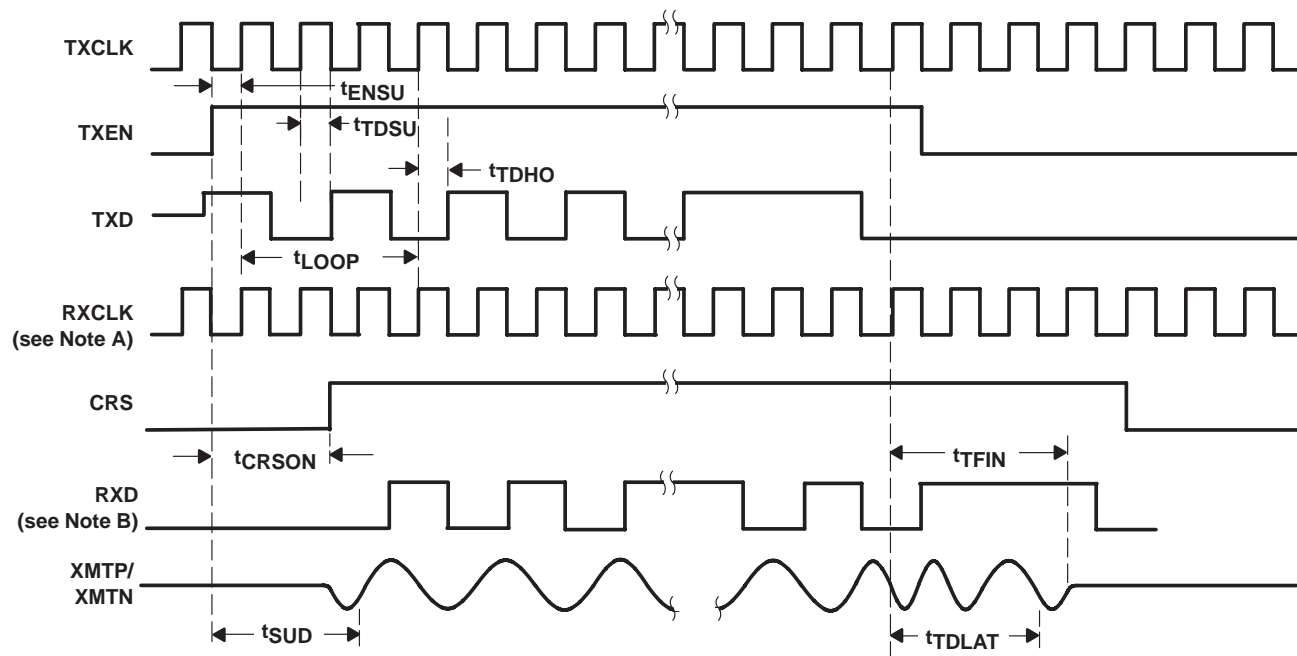 TXCLK
tENSU
TXEN
tTDSU
tTDHO
TXD
tLOOP
RXCLK
(see Note A)
CRS
tCRSON
tTFIN
RXD
(see Note B)
XMTP/
XMTN
tSUD
tTDLAT